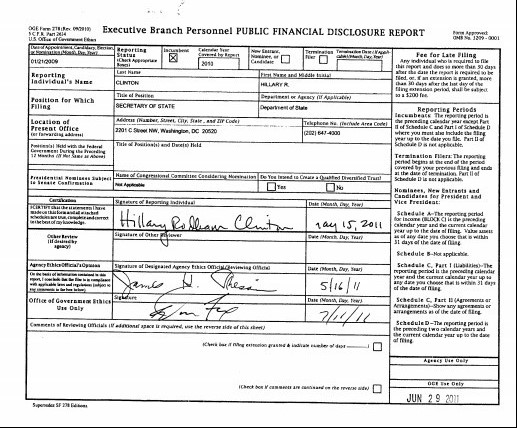 OGE Form 278 (Rev. 09/2010)
5 C.F.R. Part 2634
U.S. Office of Government Ethics
Executive Branch Personnel PUBLIC FINANCIAL DISCLOSURE REPORT
Form Approved:
OMB No. 3209 - 0001
Date of Appointment, Candidacy, Election,
or Nomination (Month, Day, Year)
01/21/2009
Reporting
Status
(Check Appropriate
Boxes)
Incumbent
Calendar Year
Covered by Report
2010
New Entrant,
Nominee, or
Candidate
Termination
Filer
Termination Date (If Applicable)
(Month, Day, Year)
Reporting
Individual's Name
Last Name
CLINTON
First Name and Middle Initial
HILLARY R.
Position for Which
Filing
Title of Position
SECRETARY OF STATE
Department or Agency (If Applicable)
Department of State
Location of
Present Office
(or forwarding address)
Address (Number, Street, City, State, and ZIP Code)
2201 C Street NW, Washington, DC 20520
Telephone No. (Include Area Code)
(202) 647-4000
Position(s) Held with the Federal
Government During the Preceding
12 Months (If Not Same as Above)
Title of Position(s) and Date(s) Held
Presidential Nominees Subject
to Senate Confirmation
Name of Congressional Committee Considering Nomination
Not Applicable
Do You Intend to Create a Qualified Diversified Trust?
Yes
No
Certification
I CERTIFY that the statements I have
made on this form and all attached
schedules are true, complete and correct
to the best of my knowledge.
Signature of Reporting Individual
Hillary Rodham Clinton
Date (Month, Day, Year)
May 15, 2011
Other Review
(If desired by
agency)
Signature of Other Reviewer
Date (Month, Day, Year)
Agency Ethics Official's Opinion
On the basis of information contained in this
report, I conclude that the filer is in compliance
with applicable laws and regulations (subject to
any comments in the box below).
Signature of Designated Agency Ethics Official/Reviewing Official
James H.
Date (Month, Day, Year)
5/16/11
Office of Government Ethics
Use Only
Signature
Date (Month, Day, Year)
7/11/11
Comments of Reviewing Officials (If additional space is required, use the reverse side of this sheet)
(Check box if filing extension granted & indicate number of days
(Check box if comments are continued on the reverse side)
Supersedes SF 278 Editions.
Fee for Late Filing
Any individual who is required to file
this report and does so more than 30 days
after the date the report is required to be
filed, or, if an extension is granted, more
than 30 days after the last day of the
filing extension period, shall be subject
to a $200 fee.
Reporting Periods
Incumbents: The reporting period is
the preceding calendar year except Part
II of Schedule C and Part I of Schedule D
where you must also include the filing
year up to the date you file. Part II of
Schedule D is not applicable.
Termination Filers: The reporting
period begins at the end of the period
covered by your previous filing and ends
at the date of termination. Part II of
Schedule D is not applicable.
Nominees, New Entrants and
Candidates for President and
Vice President:
Schedule A--The reporting period
for income (BLOCK C) is the preceding
calendar year and the current calendar
year up to the date of filing. Value assets
as of any date you choose that is within
31 days of the date of filing.
Schedule B--Not applicable.
Schedule C, Part I (Liabilities)--The
reporting period is the preceding calendar
year and the current calendar year up to
any date you choose that is within 31 days
of the date of filing.
Schedule C, Part II (Agreements or
Arrangements)--Show any agreements or
arrangements as of the date of filing.
Schedule D--The reporting period is
the preceding two calendar years and
the current calendar year up to the date
of filing.
Agency Use Only
OGE Use Only
JUN 29 2011